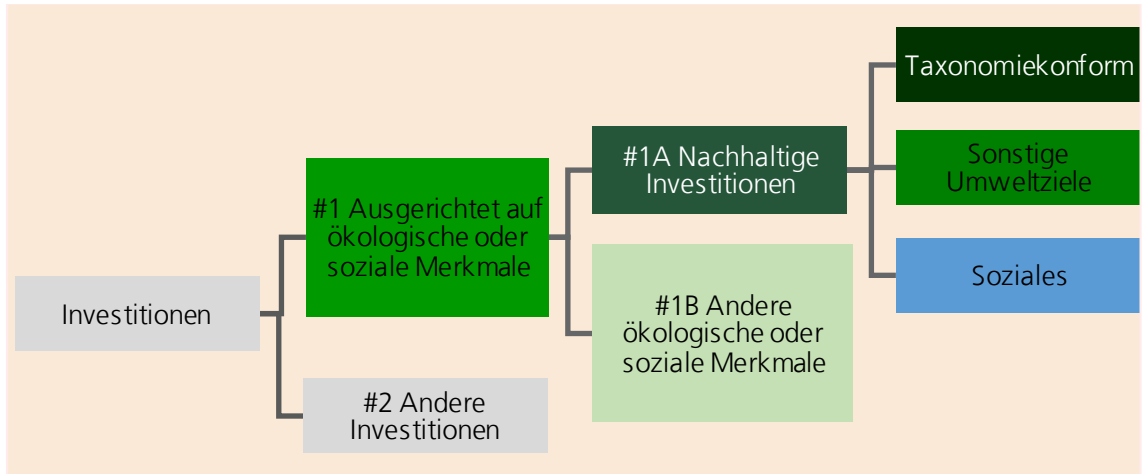 Investitionen
#1 Ausgerichtet auf
ökologische oder
soziale Merkmale
#2 Andere
Investitionen
#1A Nachhaltige
Investitionen
#1B Andere
ökologische oder
soziale Merkmale
Taxonomiekonform
Sonstige
Umweltziele
Soziales